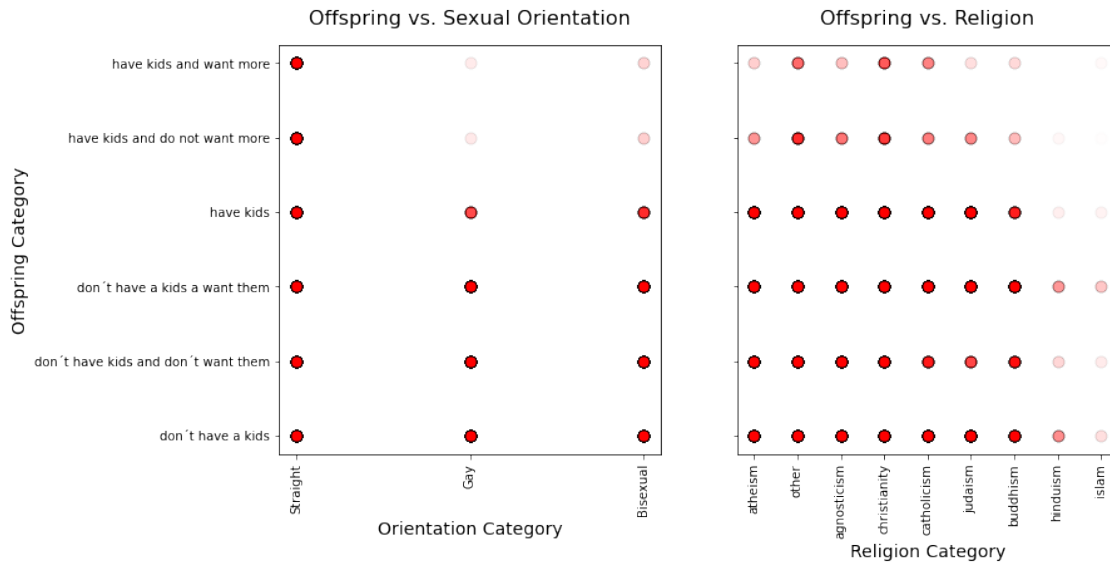 Offspring vs. Sexual Orientation
Offspring Category
have kids and want more
have kids and do not want more
have kids
don´t have a kids a want them
don´t have kids and don´t want them
don´t have a kids
Straight
Gay
Bisexual
Orientation Category
Offspring vs. Religion
atheism
other
agnosticism
christianity
catholicism
judaism
buddhism
hinduism
islam
Religion Category